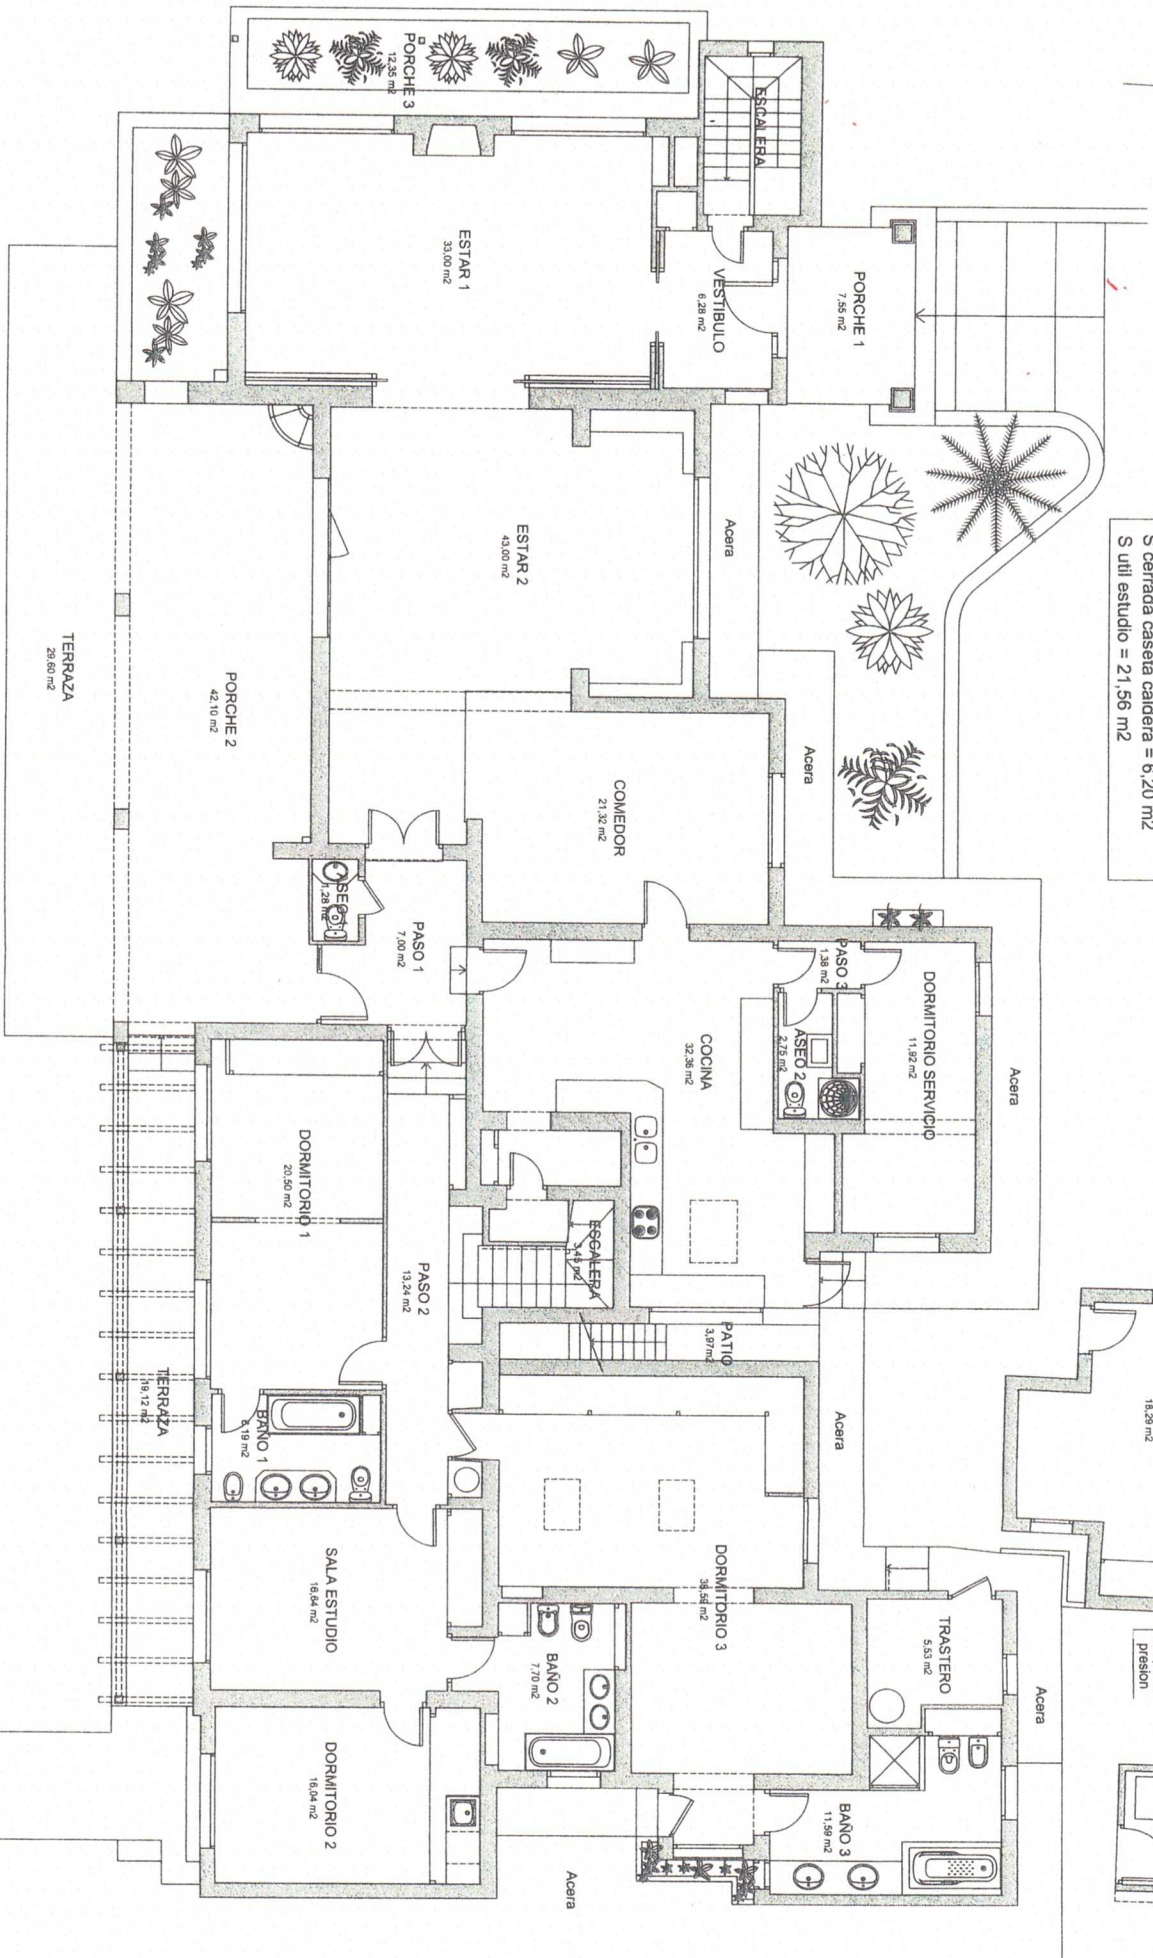 S cerrada caseta caldera = 6,20 m2
S util estudio = 21,56 m2
ESCALERA
PORCHE 3
12,35 m2
PORCHE 1
7,55 m2
VESTIBULO
6,28 m2
ESTAR 1
33,00 m2
ESTAR 2
43,00 m2
Acera
Acera
COMEDOR
21,32 m2
PORCHE 2
42,10 m2
TERRAZA
29,60 m2
ASEO 1
1,28 m2
PASO 1
7,00 m2
PASO 3
1,38 m2
DORMITORIO SERVICIO
11,92 m2
Acera
ASEO 2
2,75 m2
COCINA
32,36 m2
DORMITORIO 1
20,50 m2
PASO 2
13,24 m2
ESCALERA
3,45 m2
PATIO
3,97m2
Acera
18,29 m2
TERRAZA
19,12 m2
BAÑO 1
6,19 m2
SALA ESTUDIO
16,64 m2
DORMITORIO 3
BAÑO 2
7,70 m2
TRASTERO
5,53 m2
Acera
presion
DORMITORIO 2
16,04 m2
BAÑO 3
11,59 m2
Acera